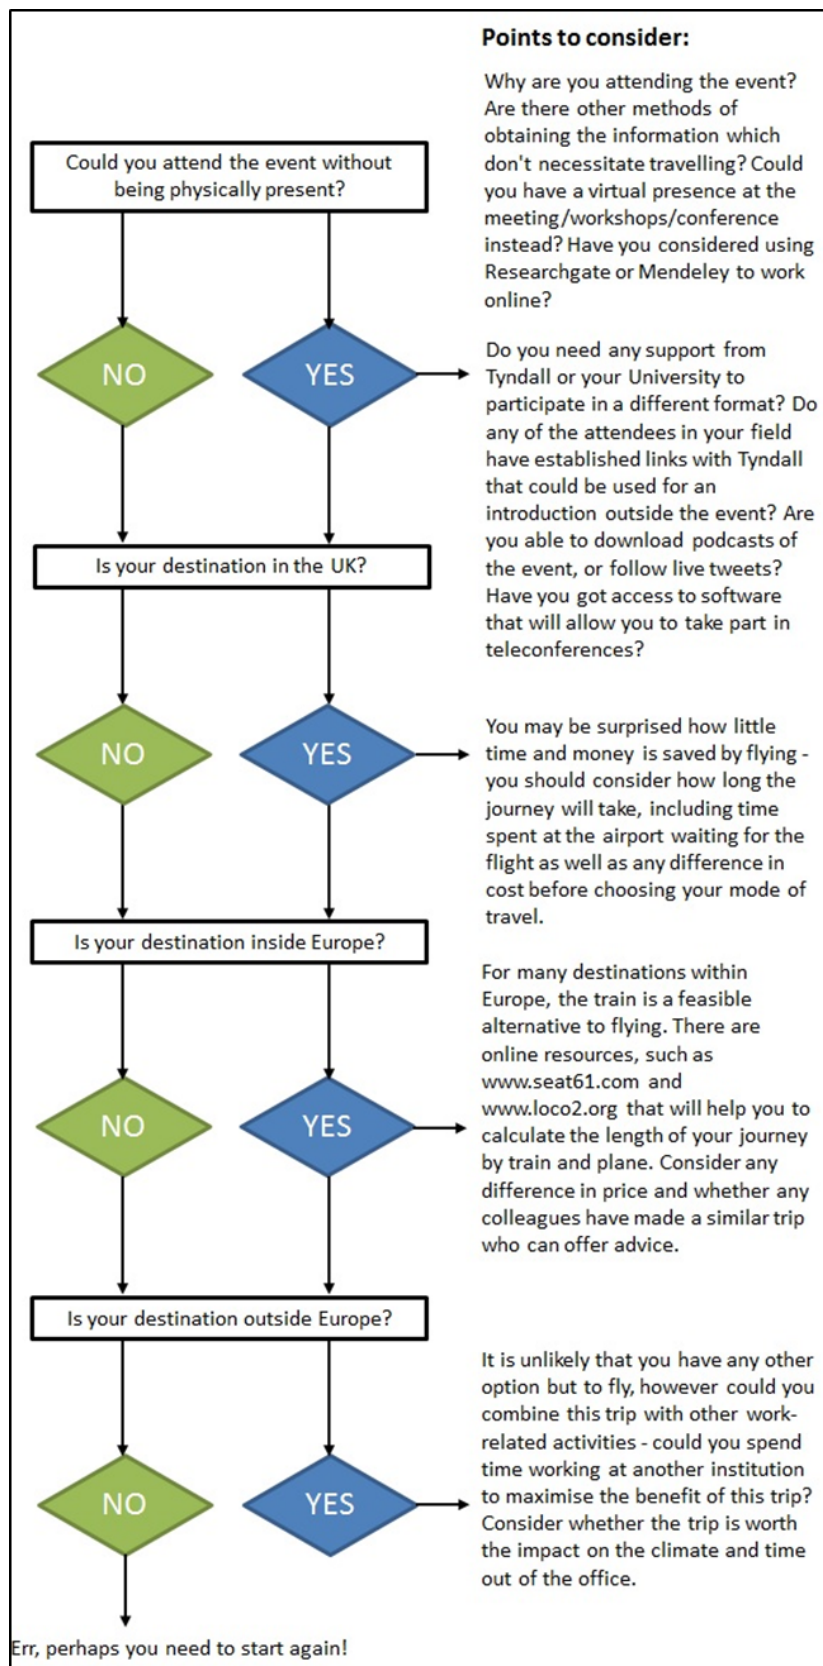 Points to consider:
Why are you attending the event?
Are there other methods of
obtaining the information which
don't necessitate travelling? Could
you have a virtual presence at the
meeting/workshops/conference
instead? Have you considered using
Researchgate or Mendeley to work
online?
Could you attend the event without
being physically present?
NO
YES
Do you need any support from
Tyndall or your University to
participate in a different format? Do
any of the attendees in your field
have established links with Tyndall
that could be used for an
introduction outside the event? Are
you able to download podcasts of
the event, or follow live tweets?
Have you got access to software
that will allow you to take part in
teleconferences?
Is your destination in the UK?
NO
YES
You may be surprised how little
time and money is saved by flying -
you should consider how long the
journey will take, including time
spent at the airport waiting for the
flight as well as any difference in
cost before choosing your mode of
travel.
Is your destination inside Europe?
NO
YES
For many destinations within
Europe, the train is a feasible
alternative to flying. There are
online resources, such as
www.seat61.com and
www.loco2.org that will help you to
calculate the length of your journey
by train and plane. Consider any
difference in price and whether any
colleagues have made a similar trip
who can offer advice.
Is your destination outside Europe?
NO
YES
It is unlikely that you have any other
option but to fly, however could you
combine this trip with other work-
related activities - could you spend
time working at another institution
to maximise the benefit of this trip?
Consider whether the trip is worth
the impact on the climate and time
out of the office.
Err, perhaps you need to start again!